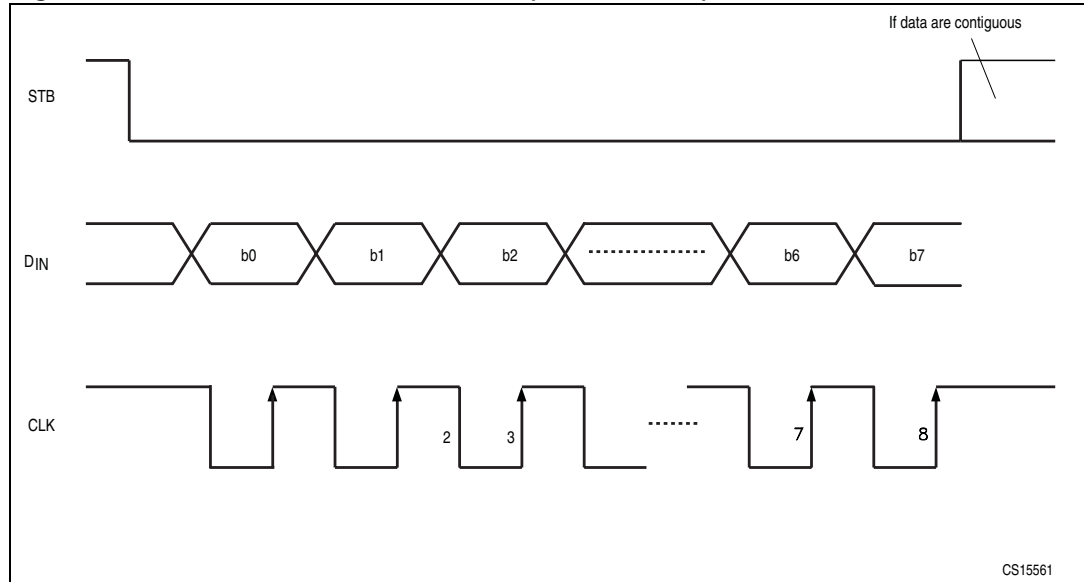 If data are contiguous
STB
DIN
b0 b1 b2 b6 b7
CLK
2 3 7 8
CS15561